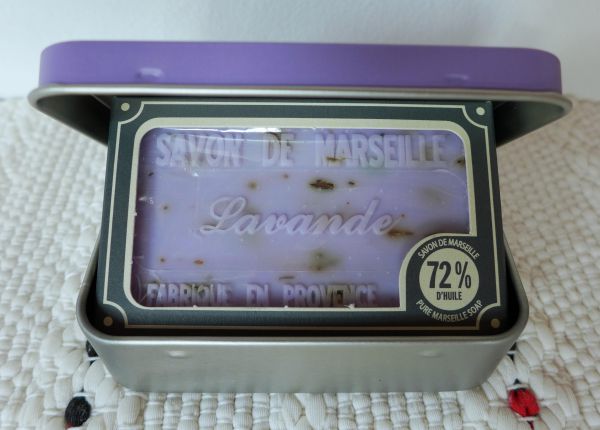 SAVON DE MARSEILLE
Lavande
FABRIQUE EN PROVENCE
SAVON DE MARSEILLE
72%
D'HUILE
PURE MARSEILLE SOAP